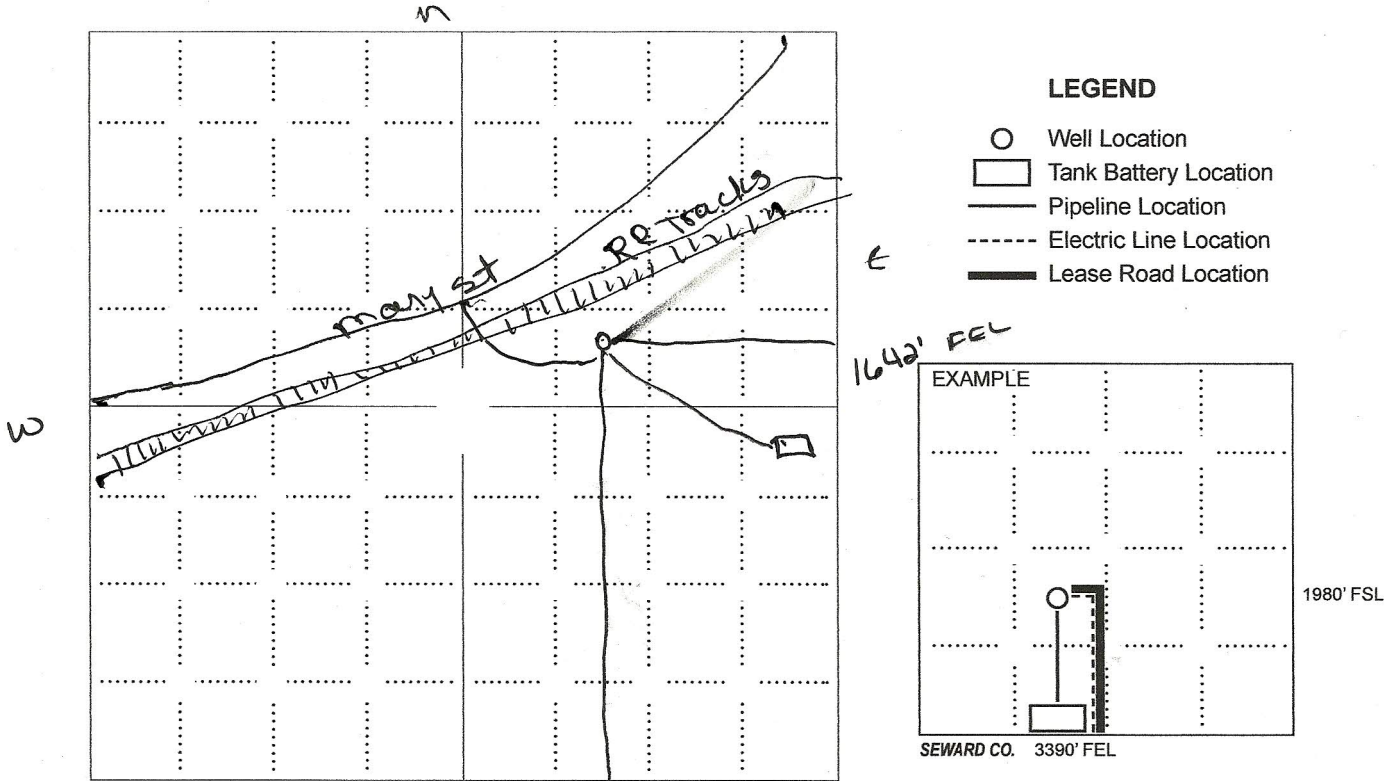 n
LEGEND
Well Location
Tank Battery Location
Pipeline Location
Electric Line Location
Lease Road Location
RR Tracks
mary st
E
W
1642' FEL
EXAMPLE
1980' FSL
SEWARD CO. 3390' FEL